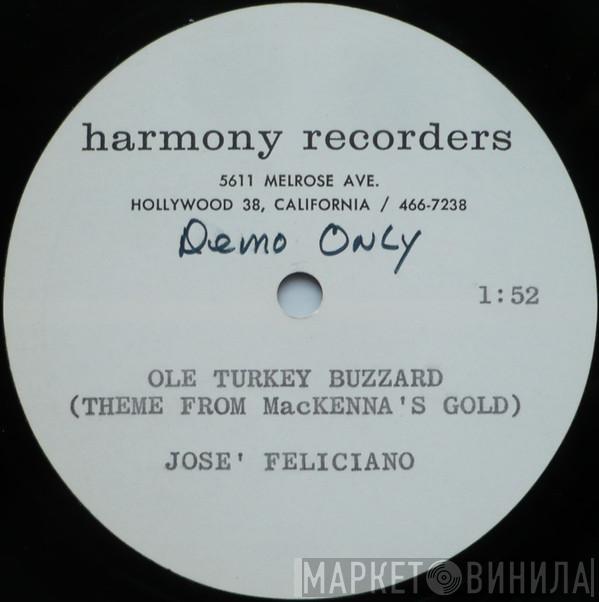 harmony recorders
5611 MELROSE AVE.
HOLLYWOOD 38, CALIFORNIA / 466-7238
Demo ONLY
1:52
OLE TURKEY BUZZARD
(THEME FROM MacKENNA'S GOLD)
JOSE' FELICIANO
МАРКЕТ ВИНИЛА